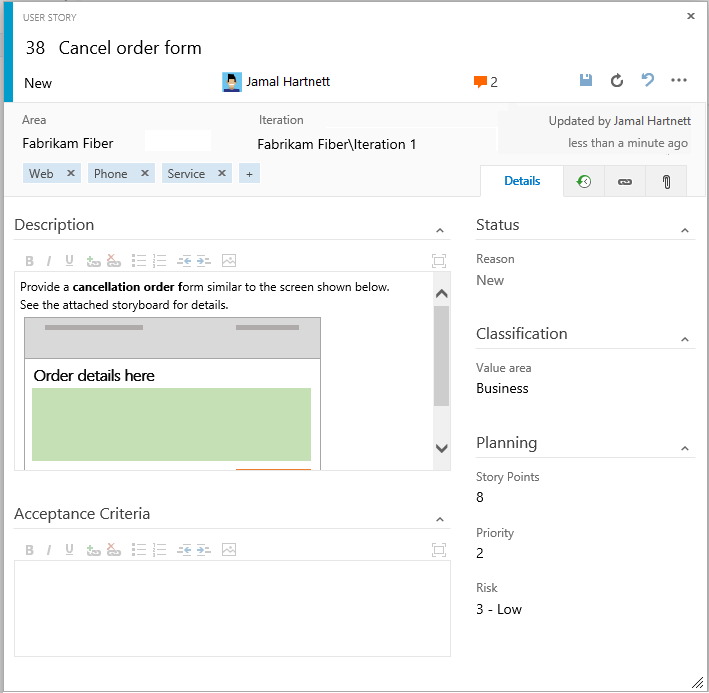 USER STORY
38 Cancel order form
New
Jamal Hartnett
2
Area
Iteration
Updated by Jamal Hartnett
Fabrikam Fiber
Fabrikam Fiber\Iteration 1
less than a minute ago
Web
Phone
Service
+
Details
Description
B I U
Provide a cancellation order form similar to the screen shown below.
See the attached storyboard for details.
Order details here
Acceptance Criteria
B I U
Status
Reason
New
Classification
Value area
Business
Planning
Story Points
8
Priority
2
Risk
3 - Low